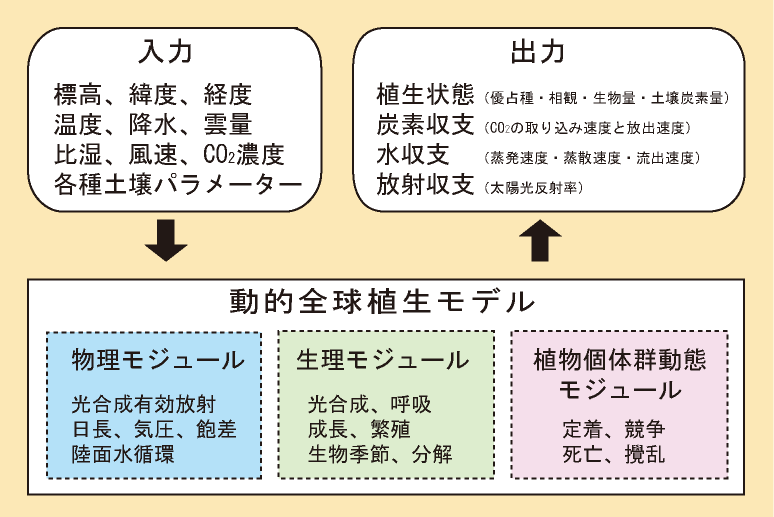 入力
標高、緯度、経度
温度、降水、雲量
比湿、風速、CO₂濃度
各種土壌パラメーター
出力
植生状態(優占種・相観・生物量・土壌炭素量)
炭素収支(CO₂の取り込み速度と放出速度)
水収支(蒸発速度・蒸散速度・流出速度)
放射収支(太陽光反射率)
動的全球植生モデル
物理モジュール
光合成有効放射
日長、気圧、飽差
陸面水循環
生理モジュール
光合成、呼吸
成長、繁殖
生物季節、分解
植物個体群動態
モジュール
定着、競争
死亡、攪乱